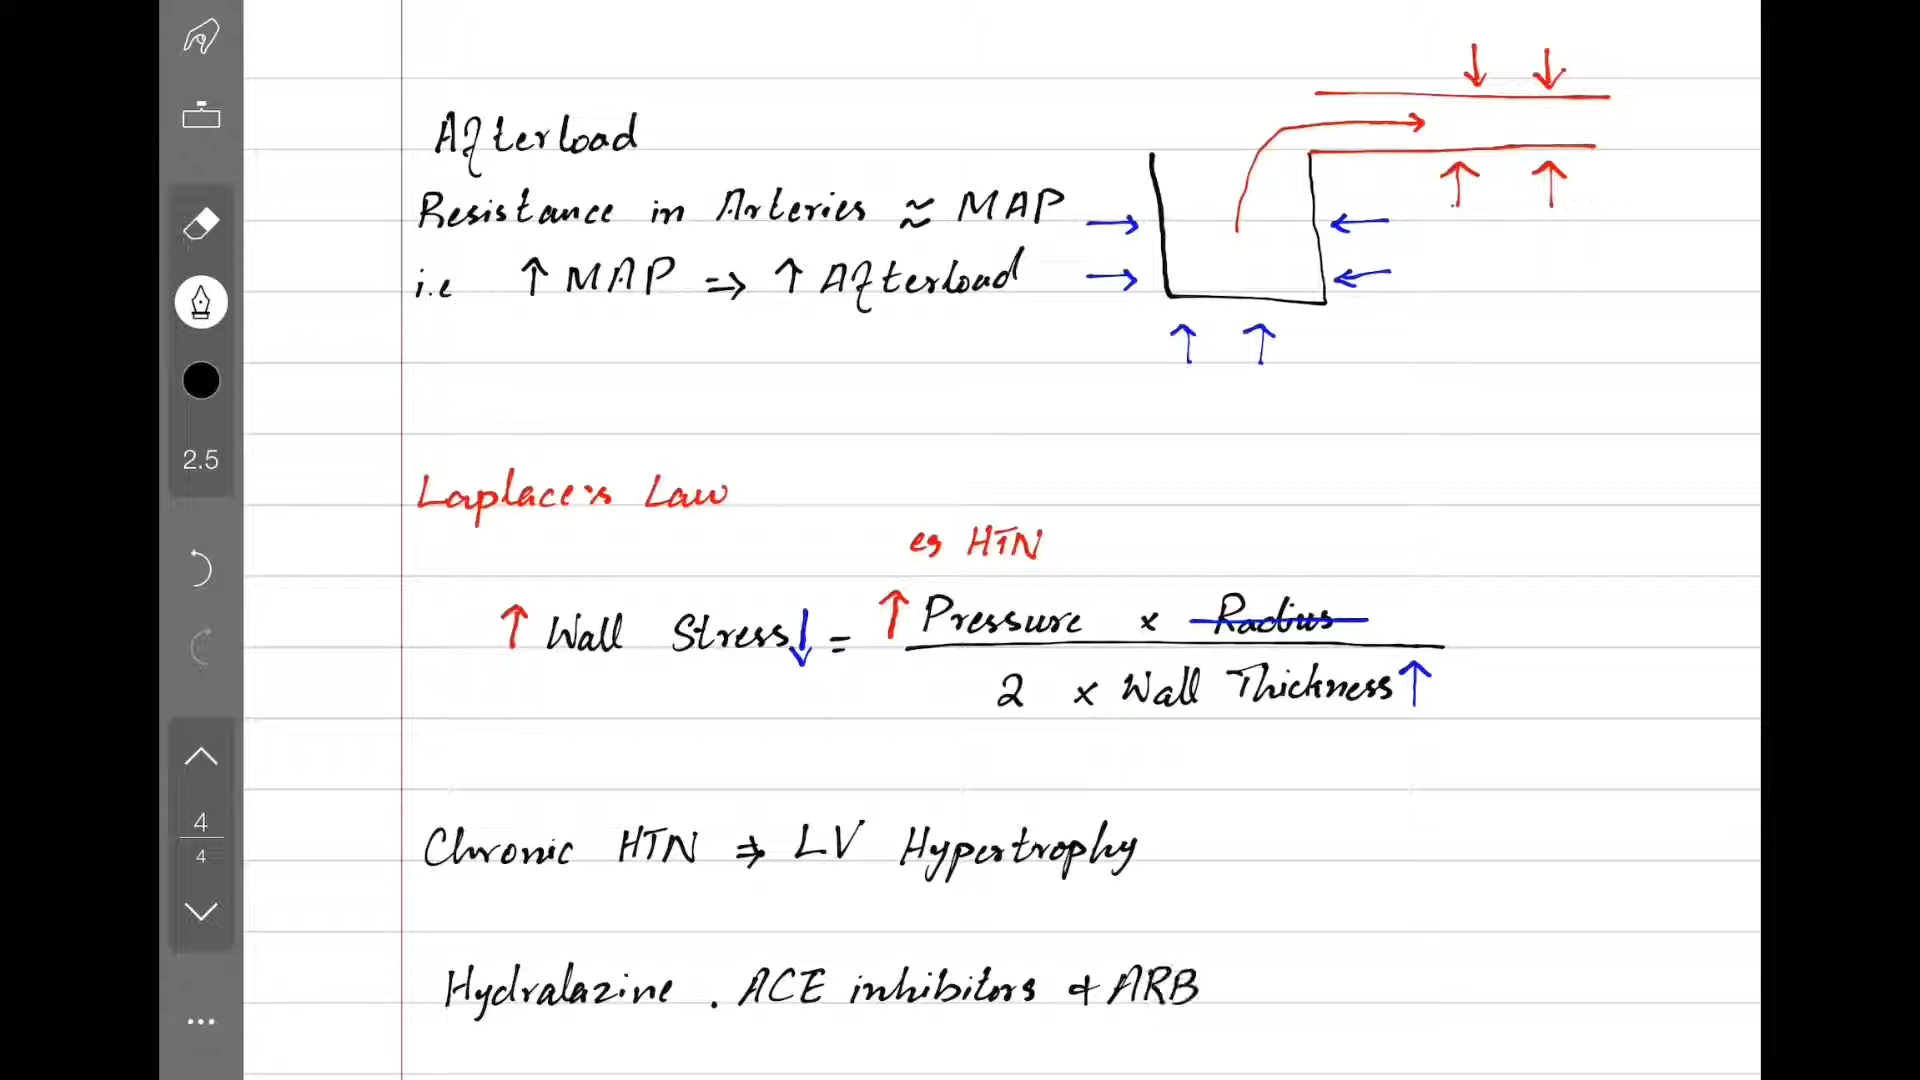 Afterload
Resistance in Arteries ≈ MAP
i.e ↑ MAP ⇒ ↑ Afterload
Laplace's Law
eg HTN
↑ Wall Stress↓ = ↑ Pressure × Radius
2 × Wall Thickness↑
Chronic HTN ⇒ LV Hypertrophy
Hydralazine . ACE inhibitors & ARB
2.5
4
4